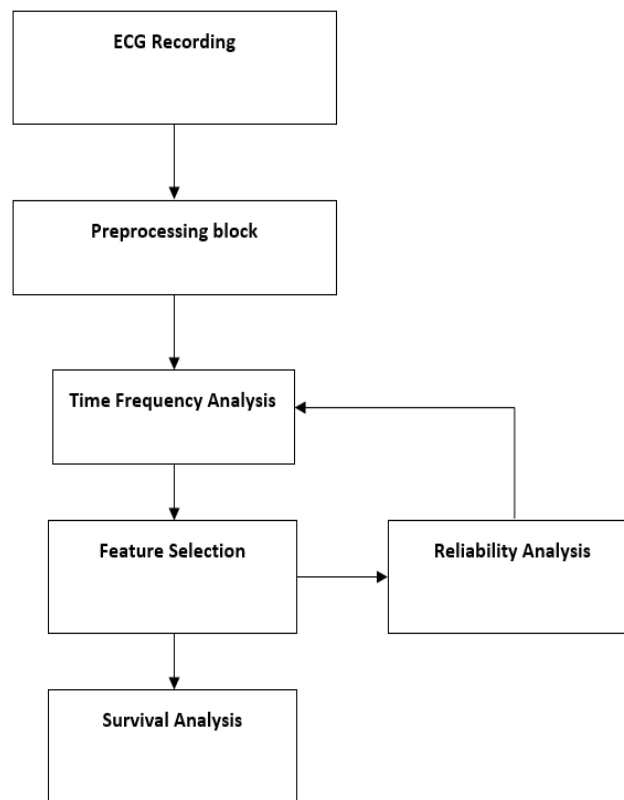 ECG Recording
Preprocessing block
Time Frequency Analysis
Feature Selection
Reliability Analysis
Survival Analysis